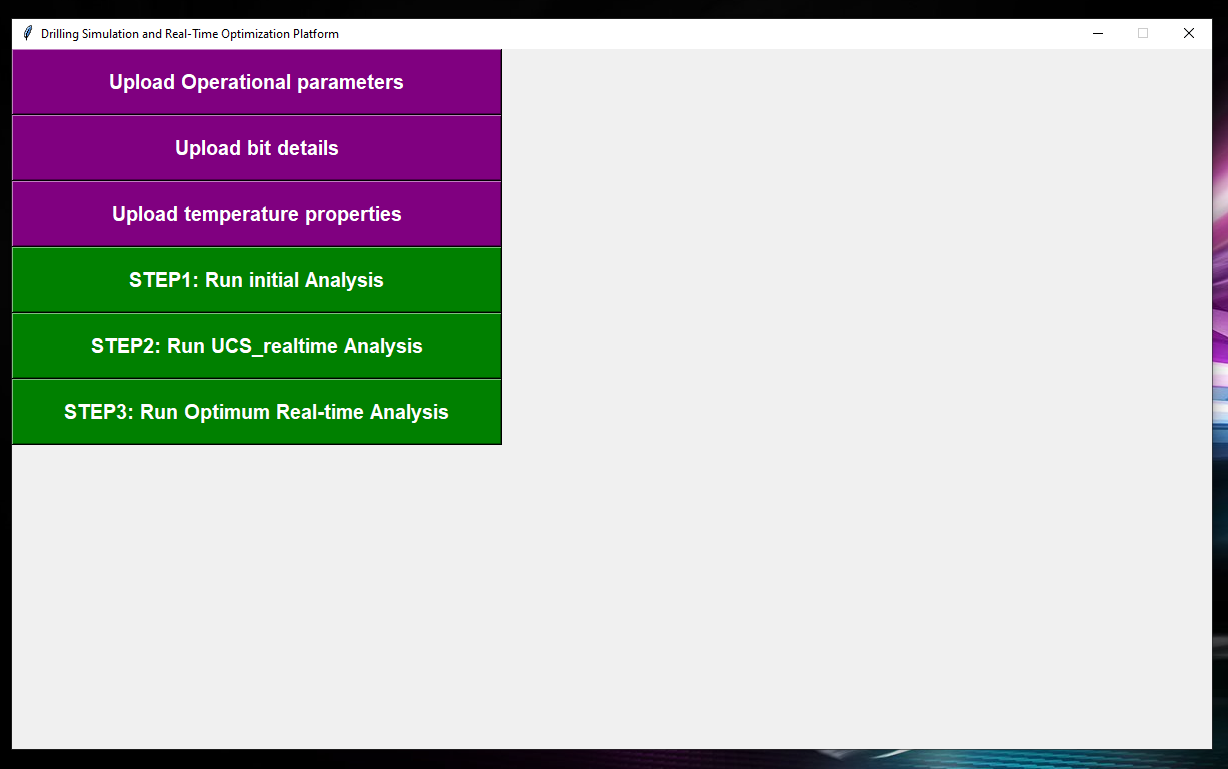 Drilling Simulation and Real-Time Optimization Platform
Upload Operational parameters
Upload bit details
Upload temperature properties
STEP1: Run initial Analysis
STEP2: Run UCS_realtime Analysis
STEP3: Run Optimum Real-time Analysis